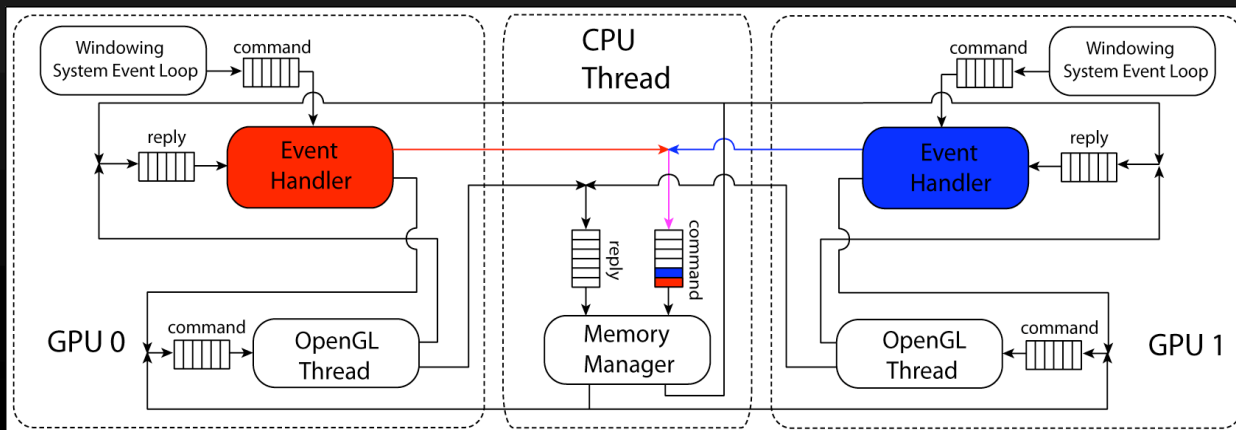 Windowing
System Event Loop
command
reply
Event
Handler
GPU 0
command
OpenGL
Thread
CPU
Thread
reply
command
Memory
Manager
command
Windowing
System Event Loop
Event
Handler
reply
OpenGL
Thread
command
GPU 1